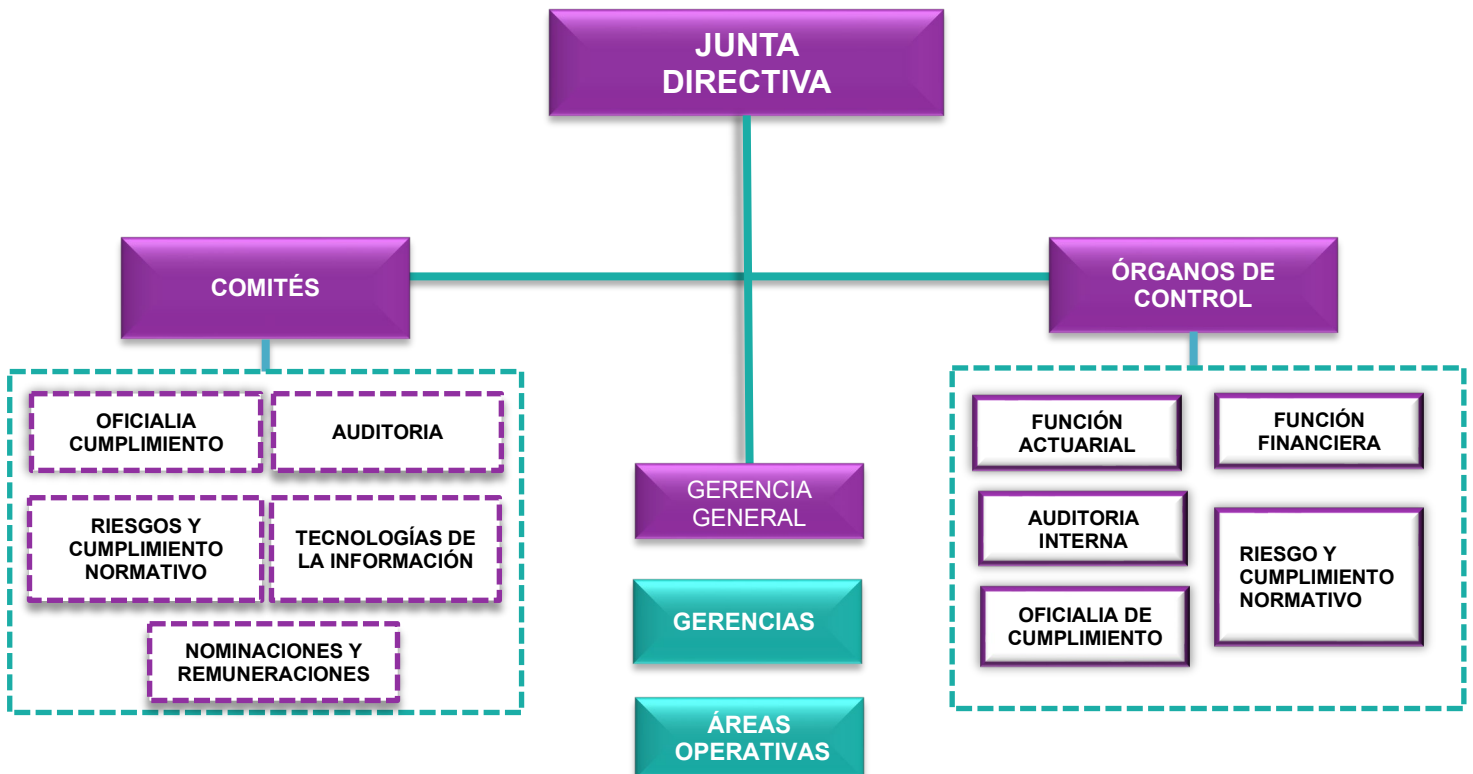 JUNTA
DIRECTIVA
COMITÉS
ÓRGANOS DE
CONTROL
OFICIALIA
CUMPLIMIENTO
AUDITORIA
RIESGOS Y
CUMPLIMIENTO
NORMATIVO
TECNOLOGÍAS DE
LA INFORMACIÓN
NOMINACIONES Y
REMUNERACIONES
GERENCIA
GENERAL
GERENCIAS
ÁREAS
OPERATIVAS
FUNCIÓN
ACTUARIAL
FUNCIÓN
FINANCIERA
AUDITORIA
INTERNA
RIESGO Y
CUMPLIMIENTO
NORMATIVO
OFICIALIA DE
CUMPLIMIENTO